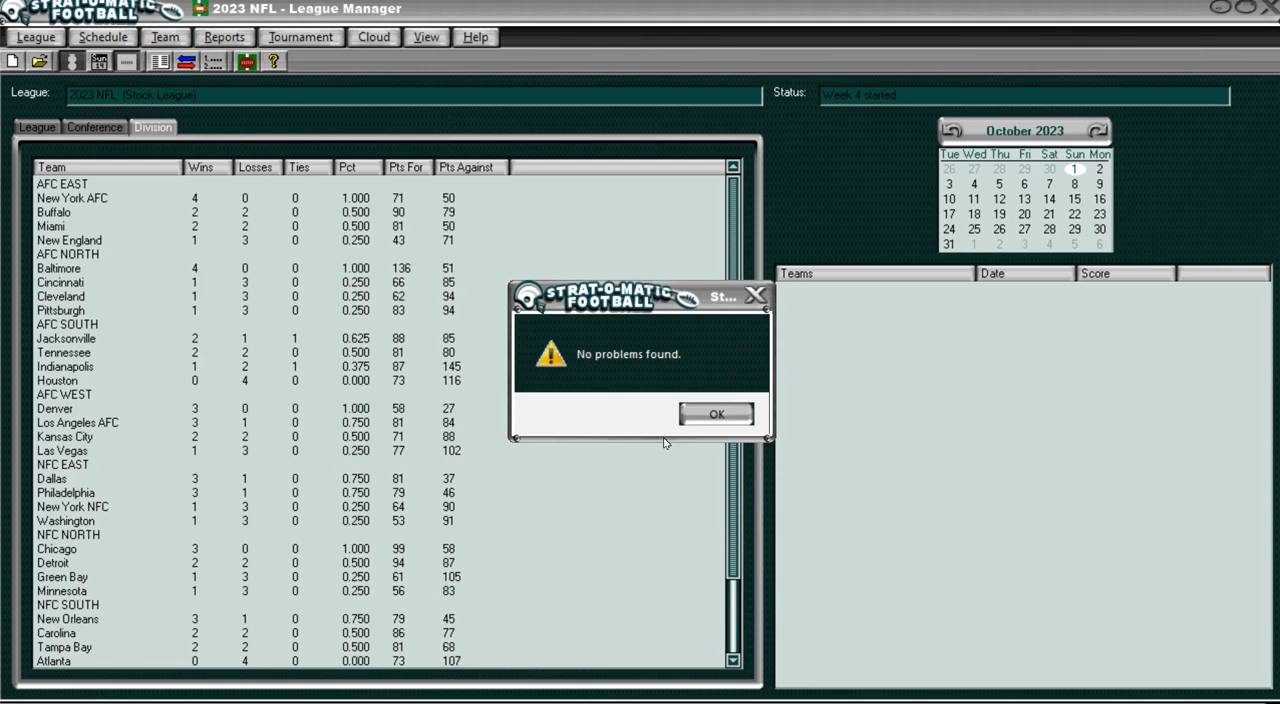 STRAT-O-MATIC FOOTBALL 2023 NFL - League Manager
League Schedule Team Reports Tournament Cloud View Help
League: 2023 NFL (Stock League) Status: Week 4 started
League Conference Division
Team Wins Losses Ties Pct Pts For Pts Against
AFC EAST
New York AFC 4 0 0 1.000 71 50
Buffalo 2 2 0 0.500 90 79
Miami 2 2 0 0.500 81 50
New England 1 3 0 0.250 43 71
AFC NORTH
Baltimore 4 0 0 1.000 136 51
Cincinnati 1 3 0 0.250 66 85
Cleveland 1 3 0 0.250 62 94
Pittsburgh 1 3 0 0.250 83 94
AFC SOUTH
Jacksonville 2 1 1 0.625 88 85
Tennessee 2 2 0 0.500 81 80
Indianapolis 1 2 1 0.375 87 145
Houston 0 4 0 0.000 73 116
AFC WEST
Denver 3 0 0 1.000 58 27
Los Angeles AFC 3 1 0 0.750 81 84
Kansas City 2 2 0 0.500 71 88
Las Vegas 1 3 0 0.250 77 102
NFC EAST
Dallas 3 1 0 0.750 81 37
Philadelphia 3 1 0 0.750 79 46
New York NFC 1 3 0 0.250 64 90
Washington 1 3 0 0.250 53 91
NFC NORTH
Chicago 3 0 0 1.000 99 58
Detroit 2 2 0 0.500 94 87
Green Bay 1 3 0 0.250 61 105
Minnesota 1 3 0 0.250 56 83
NFC SOUTH
New Orleans 3 1 0 0.750 79 45
Carolina 2 2 0 0.500 86 77
Tampa Bay 2 2 0 0.500 81 68
Atlanta 0 4 0 0.000 73 107
October 2023
Tue Wed Thu Fri Sat Sun Mon
26 27 28 29 30 1 2
3 4 5 6 7 8 9
10 11 12 13 14 15 16
17 18 19 20 21 22 23
24 25 26 27 28 29 30
31 1 2 3 4 5 6
Teams Date Score
STRAT-O-MATIC FOOTBALL St...
No problems found.
OK